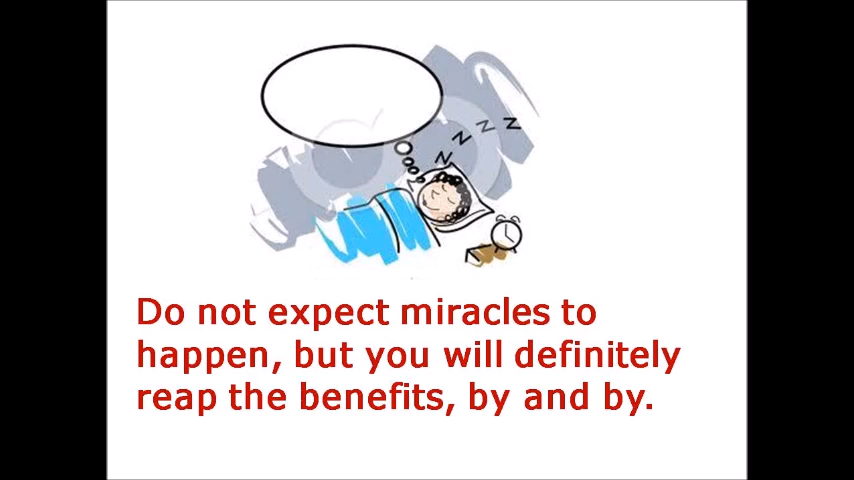 z z z z
Do not expect miracles to
happen, but you will definitely
reap the benefits, by and by.